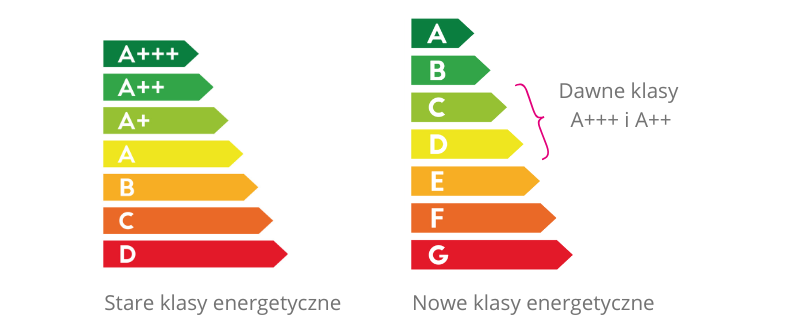 A+++
A++
A+
A
B
C
D
Stare klasy energetyczne
A
B
C
D
E
F
G
Dawne klasy
A+++ i A++
Nowe klasy energetyczne